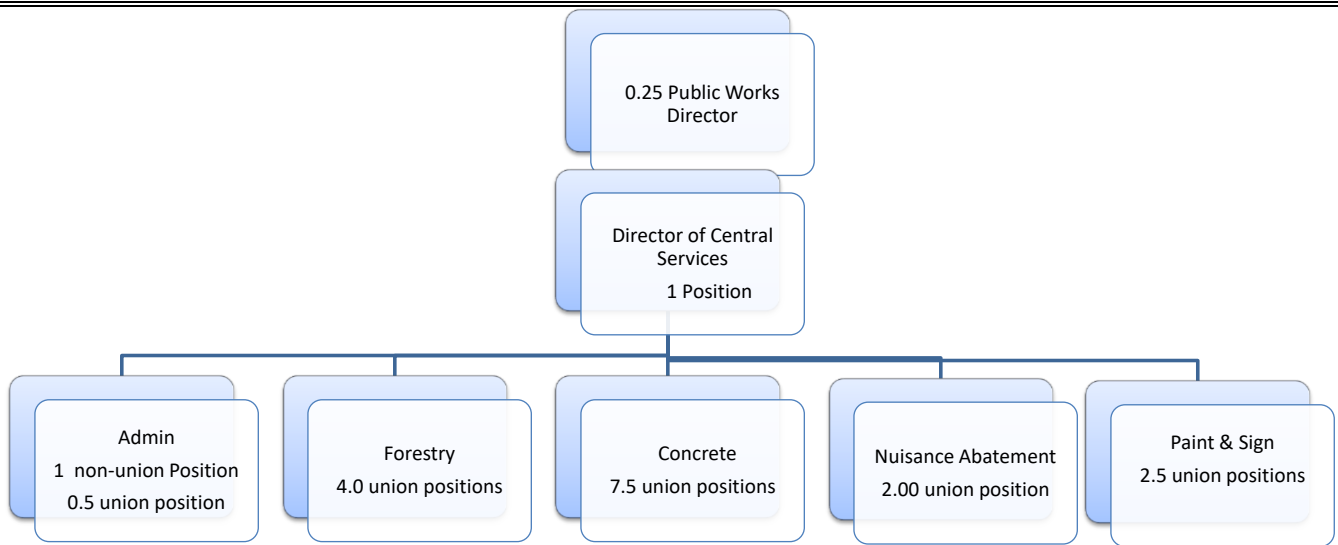 0.25 Public Works
Director
Director of Central
Services
1 Position
Admin
1 non-union Position
0.5 union position
Forestry
4.0 union positions
Concrete
7.5 union positions
Nuisance Abatement
2.00 union position
Paint & Sign
2.5 union positions